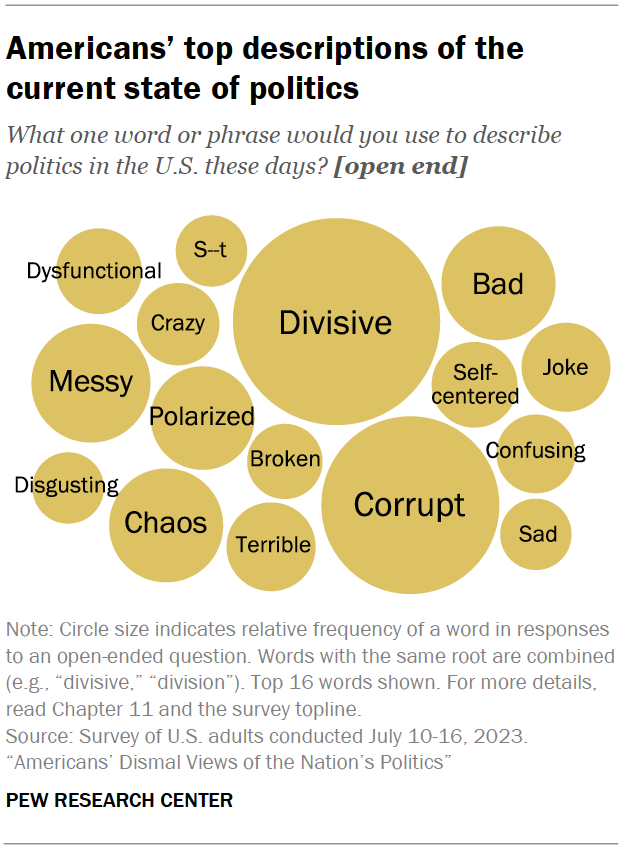 Americans’ top descriptions of the
current state of politics
What one word or phrase would you use to describe
politics in the U.S. these days? [open end]
S--t
Dysfunctional
Bad
Crazy
Divisive
Joke
Messy
Self-
centered
Polarized
Broken
Confusing
Disgusting
Corrupt
Chaos
Terrible
Sad
Note: Circle size indicates relative frequency of a word in responses
to an open-ended question. Words with the same root are combined
(e.g., “divisive,” “division”). Top 16 words shown. For more details,
read Chapter 11 and the survey topline.
Source: Survey of U.S. adults conducted July 10-16, 2023.
“Americans’ Dismal Views of the Nation’s Politics”
PEW RESEARCH CENTER